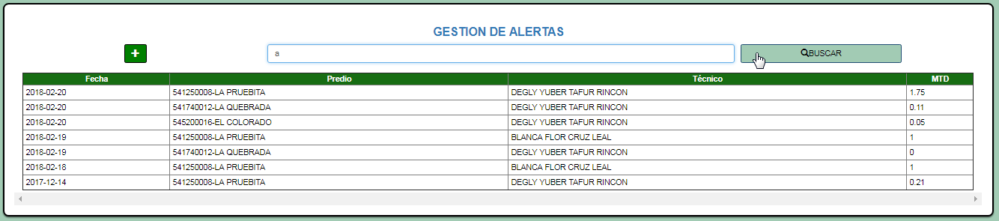 GESTION DE ALERTAS
+ a BUSCAR
Fecha Predio Técnico MTD
2018-02-20 541250008-LA PRUEBITA DEGLY YUBER TAFUR RINCON 1.75
2018-02-20 541740012-LA QUEBRADA DEGLY YUBER TAFUR RINCON 0.11
2018-02-20 545200016-EL COLORADO DEGLY YUBER TAFUR RINCON 0.05
2018-02-19 541250008-LA PRUEBITA BLANCA FLOR CRUZ LEAL 1
2018-02-19 541740012-LA QUEBRADA DEGLY YUBER TAFUR RINCON 0
2018-02-18 541250008-LA PRUEBITA BLANCA FLOR CRUZ LEAL 1
2017-12-14 541250008-LA PRUEBITA DEGLY YUBER TAFUR RINCON 0.21